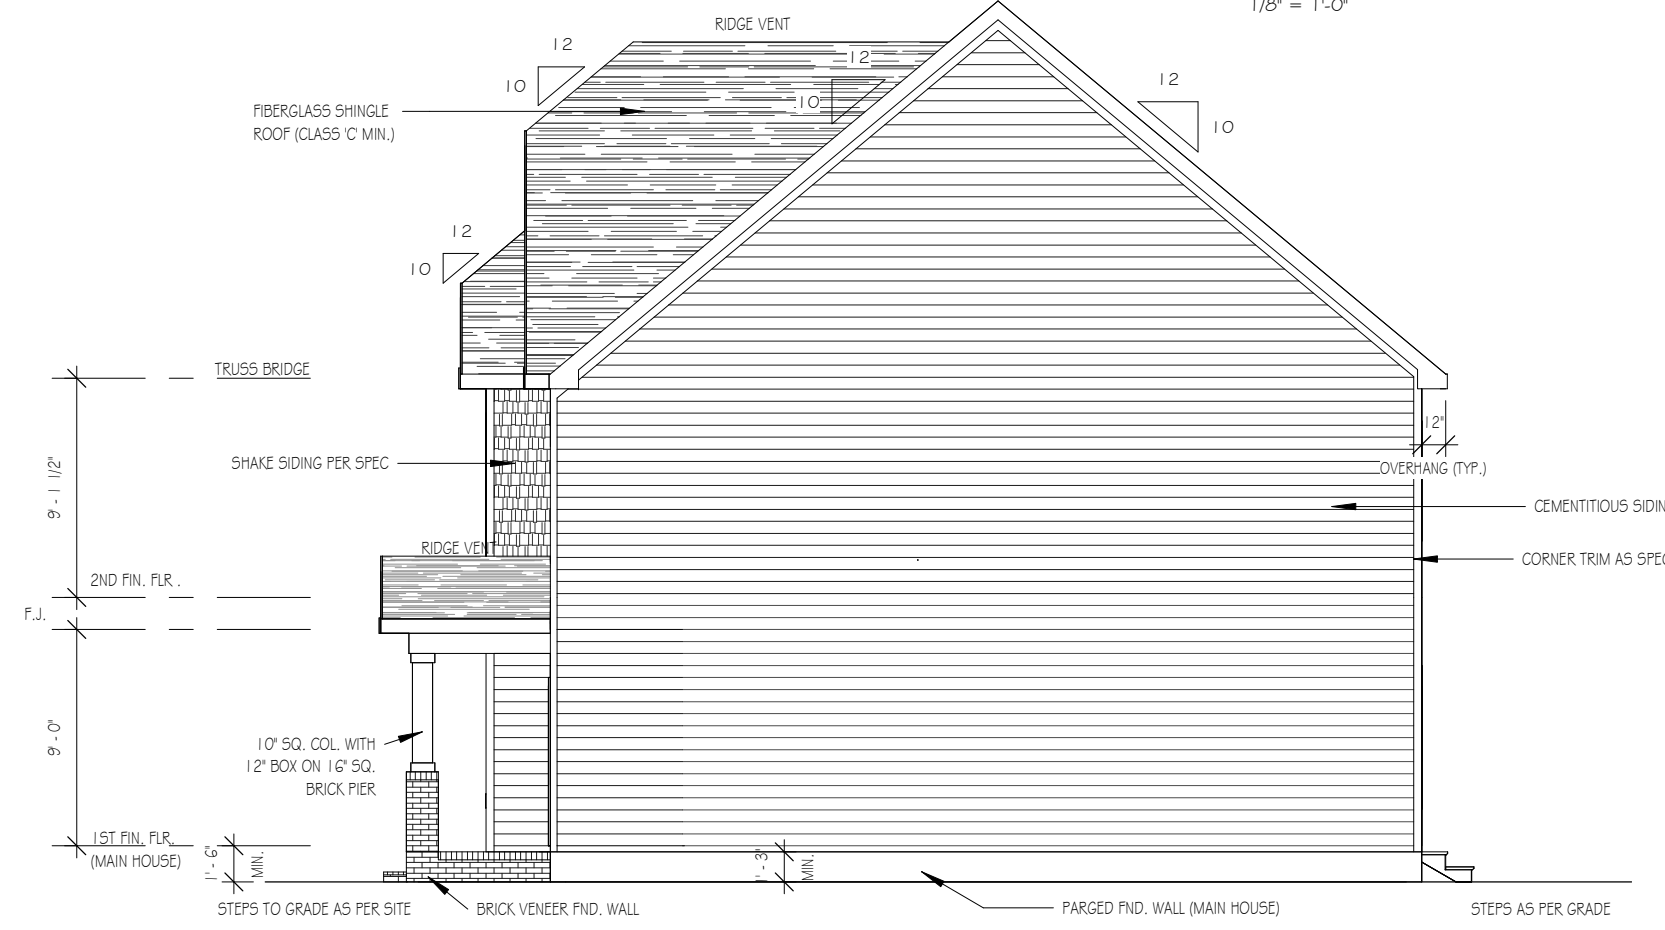 1/8" = 1'-0"
RIDGE VENT
12
10
12
10
12
10
FIBERGLASS SHINGLE
ROOF (CLASS 'C' MIN.)
12
10
TRUSS BRIDGE
12"
OVERHANG (TYP.)
9' - 1 1/2"
SHAKE SIDING PER SPEC
CEMENTITIOUS SIDIN
RIDGE VENT
CORNER TRIM AS SPEC
2ND FIN. FLR .
F.J.
9' - 0"
10" SQ. COL. WITH
12" BOX ON 16" SQ.
BRICK PIER
1ST FIN. FLR.
(MAIN HOUSE)
1' - 6"
MIN.
1' - 3"
MIN.
STEPS TO GRADE AS PER SITE
BRICK VENEER FND. WALL
PARGED FND. WALL (MAIN HOUSE)
STEPS AS PER GRADE